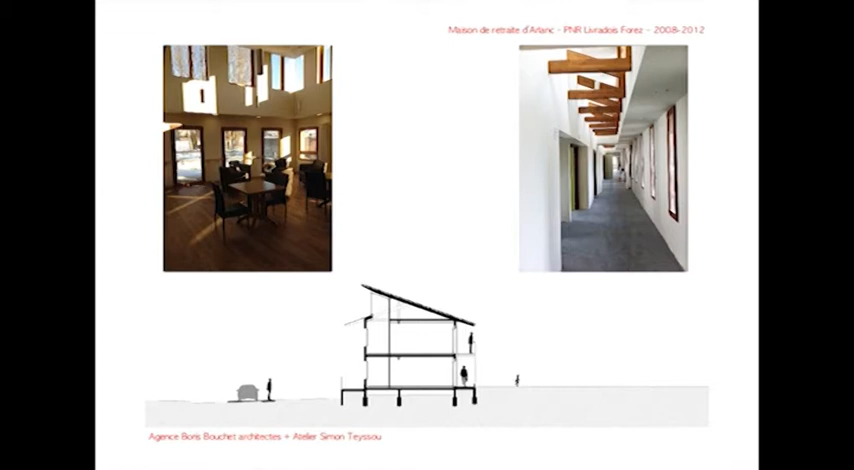 Maison de retraite d'Arlanc - PNR Livradois Forez - 2008-2012
Agence Boris Bouchet architectes + Atelier Simon Teyssou